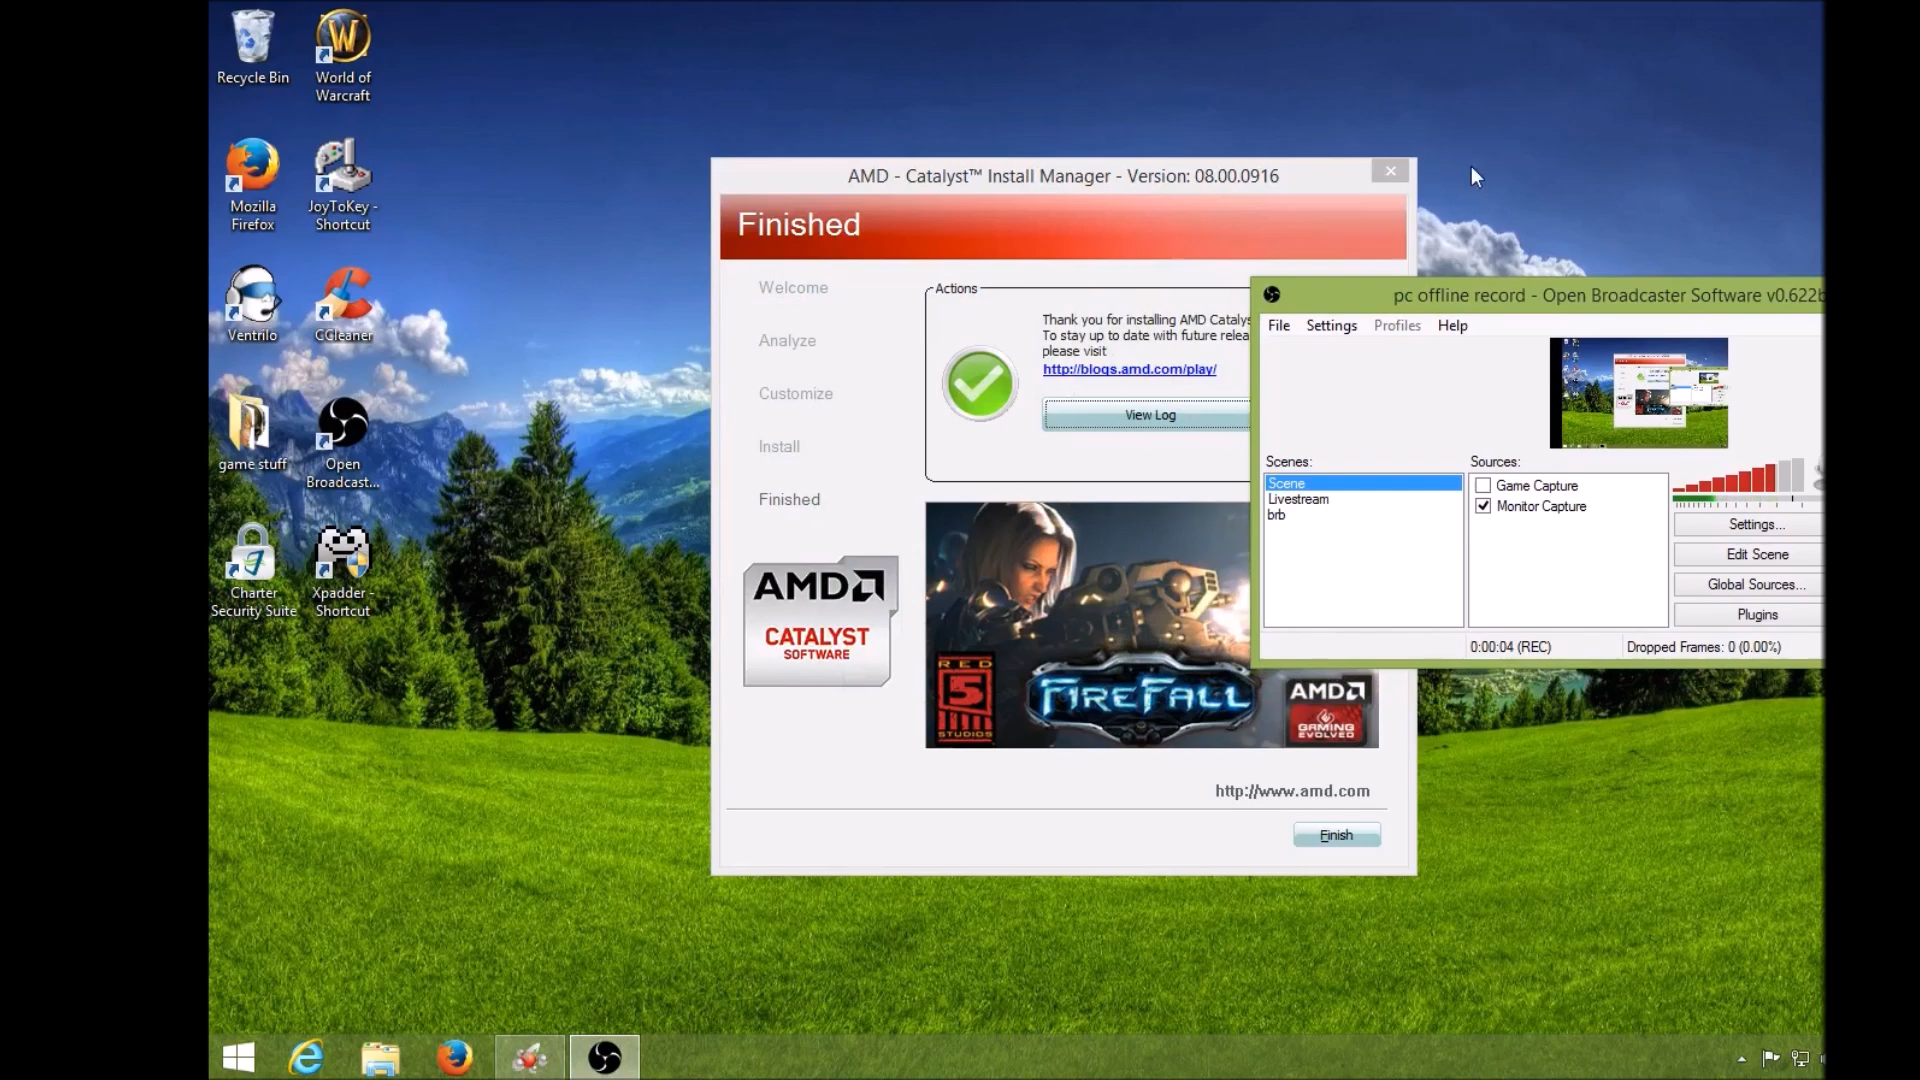 Recycle Bin
World of
Warcraft
Mozilla
Firefox
JoyToKey -
Shortcut
Ventrilo
CCleaner
game stuff
Open
Broadcast...
Charter
Security Suite
Xpadder -
Shortcut
AMD - Catalyst™ Install Manager - Version: 08.00.0916
Finished
Welcome
Analyze
Customize
Install
Finished
AMD
CATALYST
SOFTWARE
Actions
Thank you for installing AMD Catalys
To stay up to date with future relea
please visit
http://blogs.amd.com/play/
View Log
RED
5
STUDIOS
FIREFALL
AMD
GAMING
EVOLVED
http://www.amd.com
Finish
pc offline record - Open Broadcaster Software v0.622b
File Settings Profiles Help
Scenes:
Scene
Livestream
brb
Sources:
Game Capture
Monitor Capture
Settings...
Edit Scene
Global Sources...
Plugins
0:00:04 (REC)
Dropped Frames: 0 (0.00%)